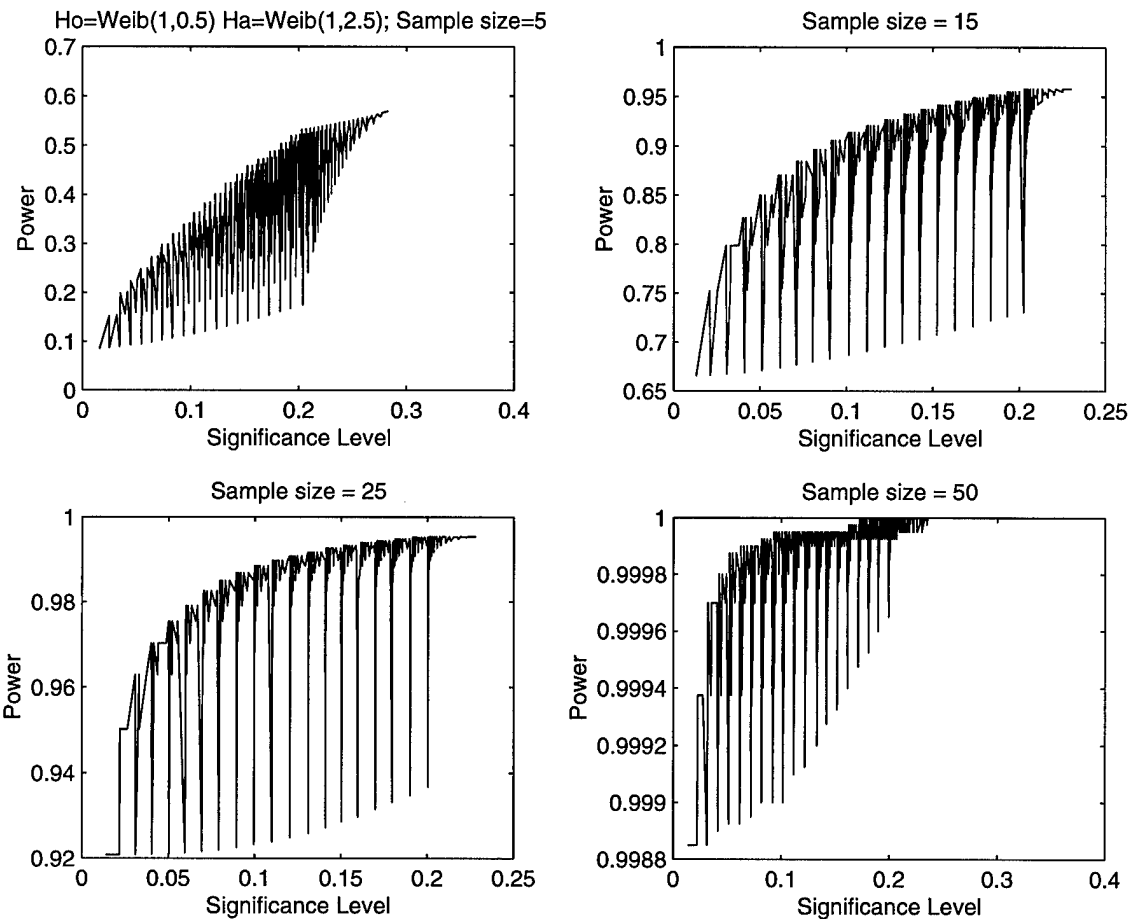 Ho=Weib(1,0.5) Ha=Weib(1,2.5); Sample size=5
0.7
0.6
0.5
0.4
0.3
0.2
0.1
0
Power
0 0.1 0.2 0.3 0.4
Significance Level
Sample size = 15
1
0.95
0.9
0.85
0.8
0.75
0.7
0.65
Power
0 0.05 0.1 0.15 0.2 0.25
Significance Level
Sample size = 25
1
0.98
0.96
0.94
0.92
Power
0 0.05 0.1 0.15 0.2 0.25
Significance Level
Sample size = 50
1
0.9998
0.9996
0.9994
0.9992
0.999
0.9988
Power
0 0.1 0.2 0.3 0.4
Significance Level